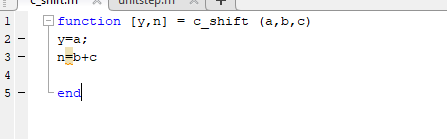 c_shift.m unitstep.m +
1 function [y,n] = c_shift (a,b,c)
2 – y=a;
3 – n=b+c
4
5 – end